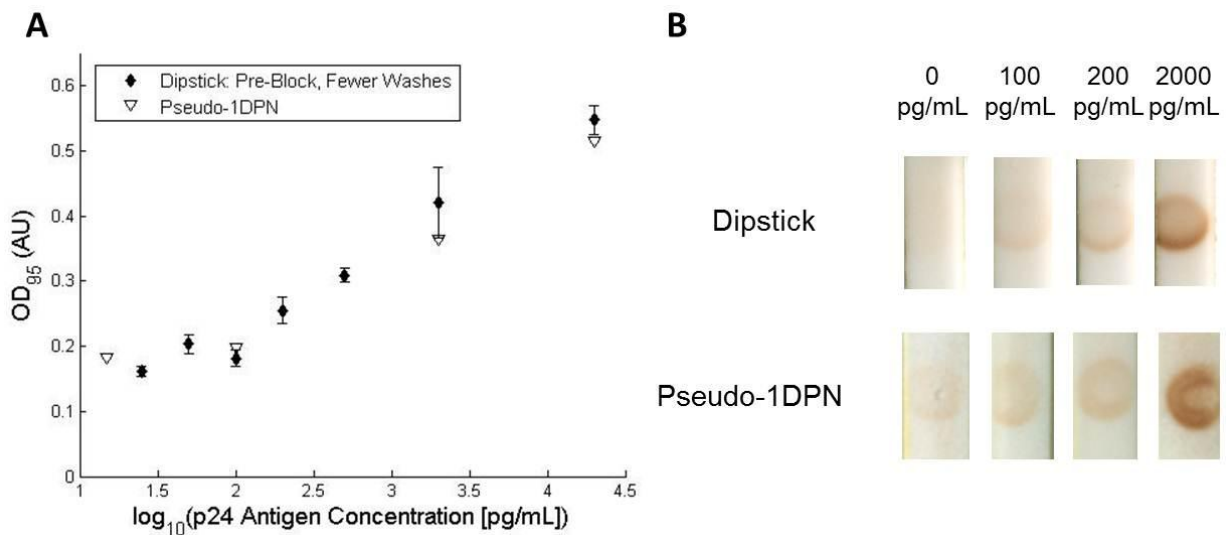 A
B
Dipstick: Pre-Block, Fewer Washes
Pseudo-1DPN
0.6
0.5
0.4
0.3
0.2
0.1
0
OD95 (AU)
1 1.5 2 2.5 3 3.5 4 4.5
log10(p24 Antigen Concentration [pg/mL])
0 100 200 2000
pg/mL pg/mL pg/mL pg/mL
Dipstick
Pseudo-1DPN